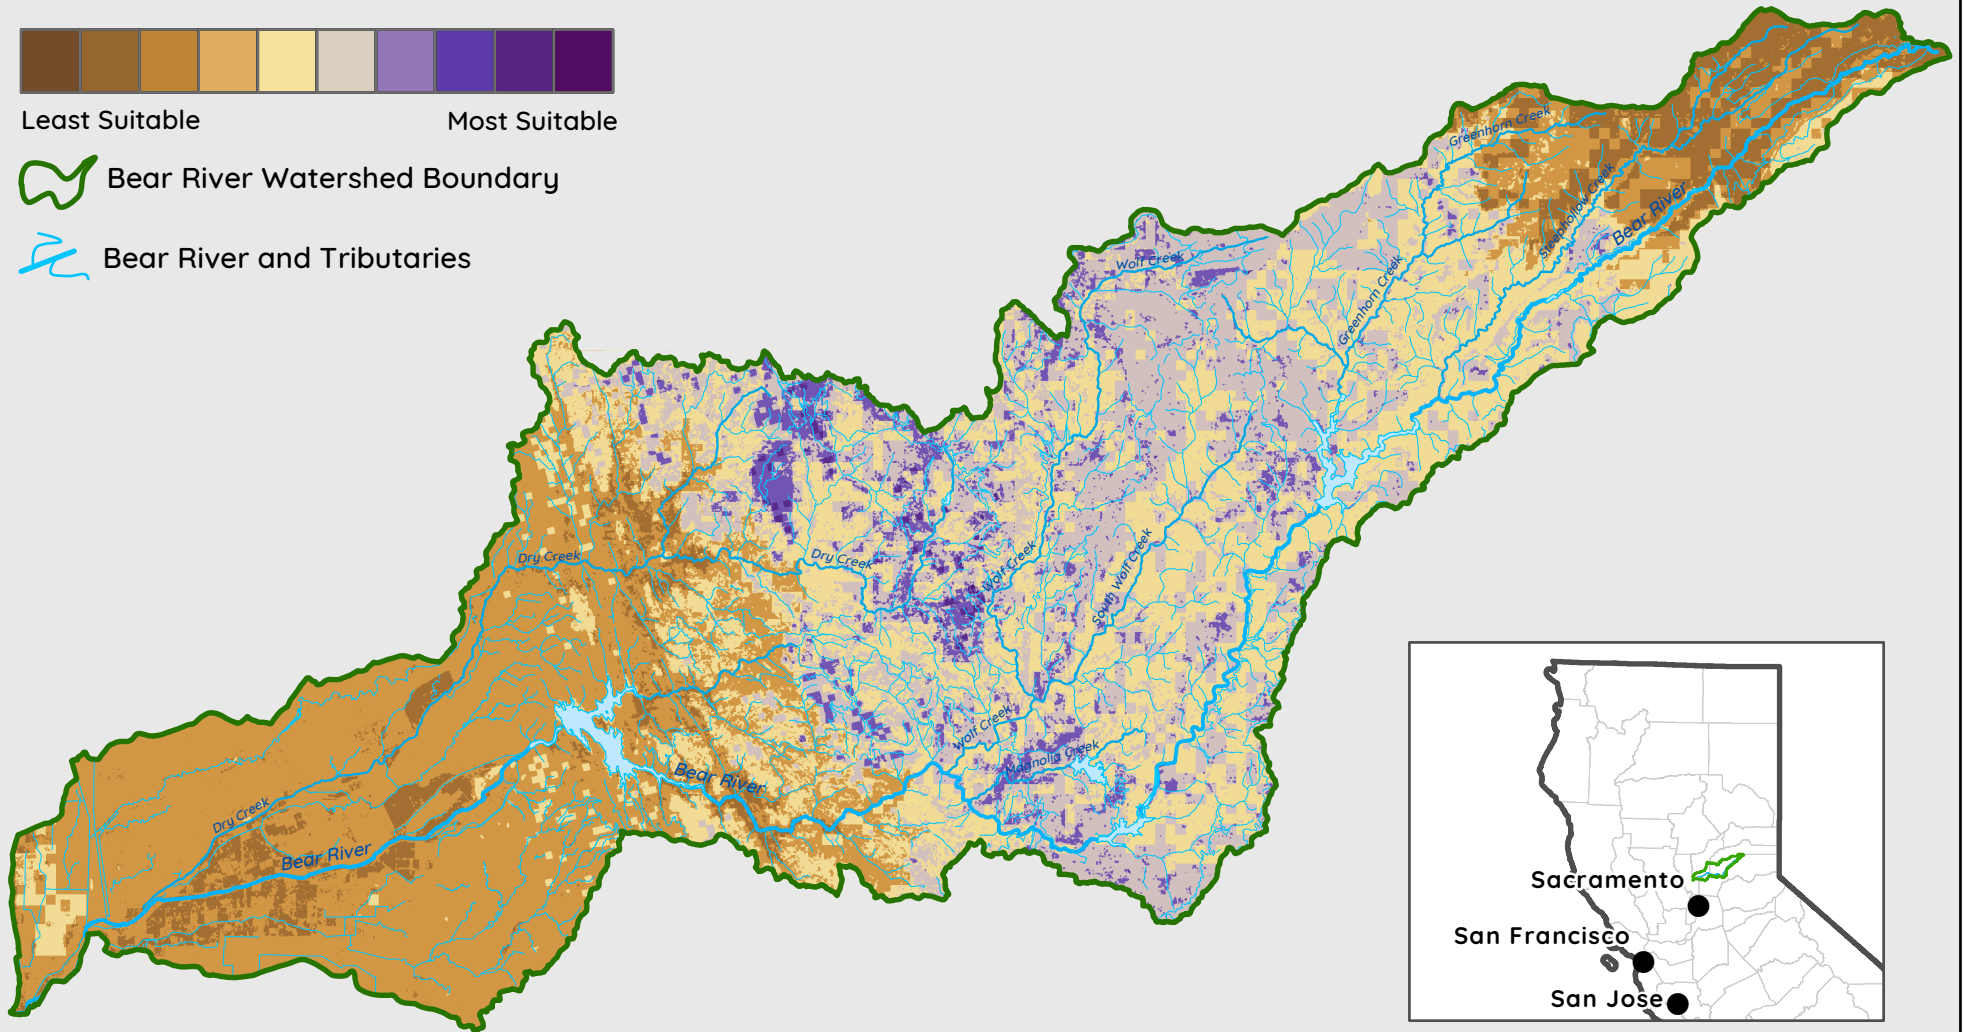 Least Suitable
Most Suitable
Bear River Watershed Boundary
Bear River and Tributaries
Greenhorn Creek
Steephollow Creek
Bear River
Wolf Creek
Greenhorn Creek
Dry Creek
Dry Creek
Wolf Creek
South Wolf Creek
Wolf Creek
Magnolia Creek
Bear River
Dry Creek
Bear River
Sacramento
San Francisco
San Jose